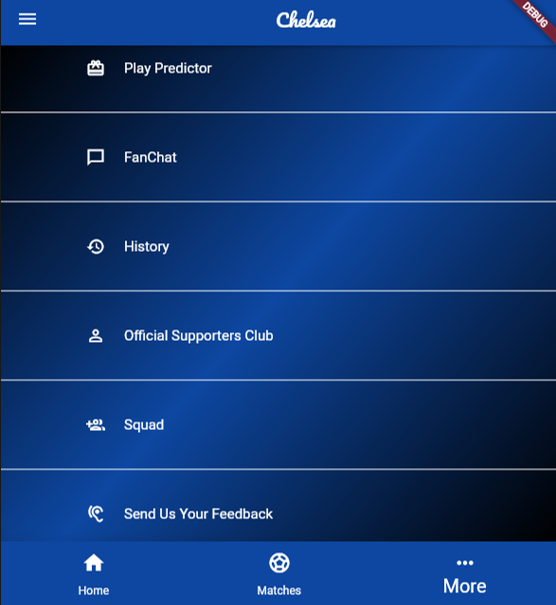 Chelsea
DEBUG
Play Predictor
FanChat
History
Official Supporters Club
Squad
Send Us Your Feedback
Home
Matches
More